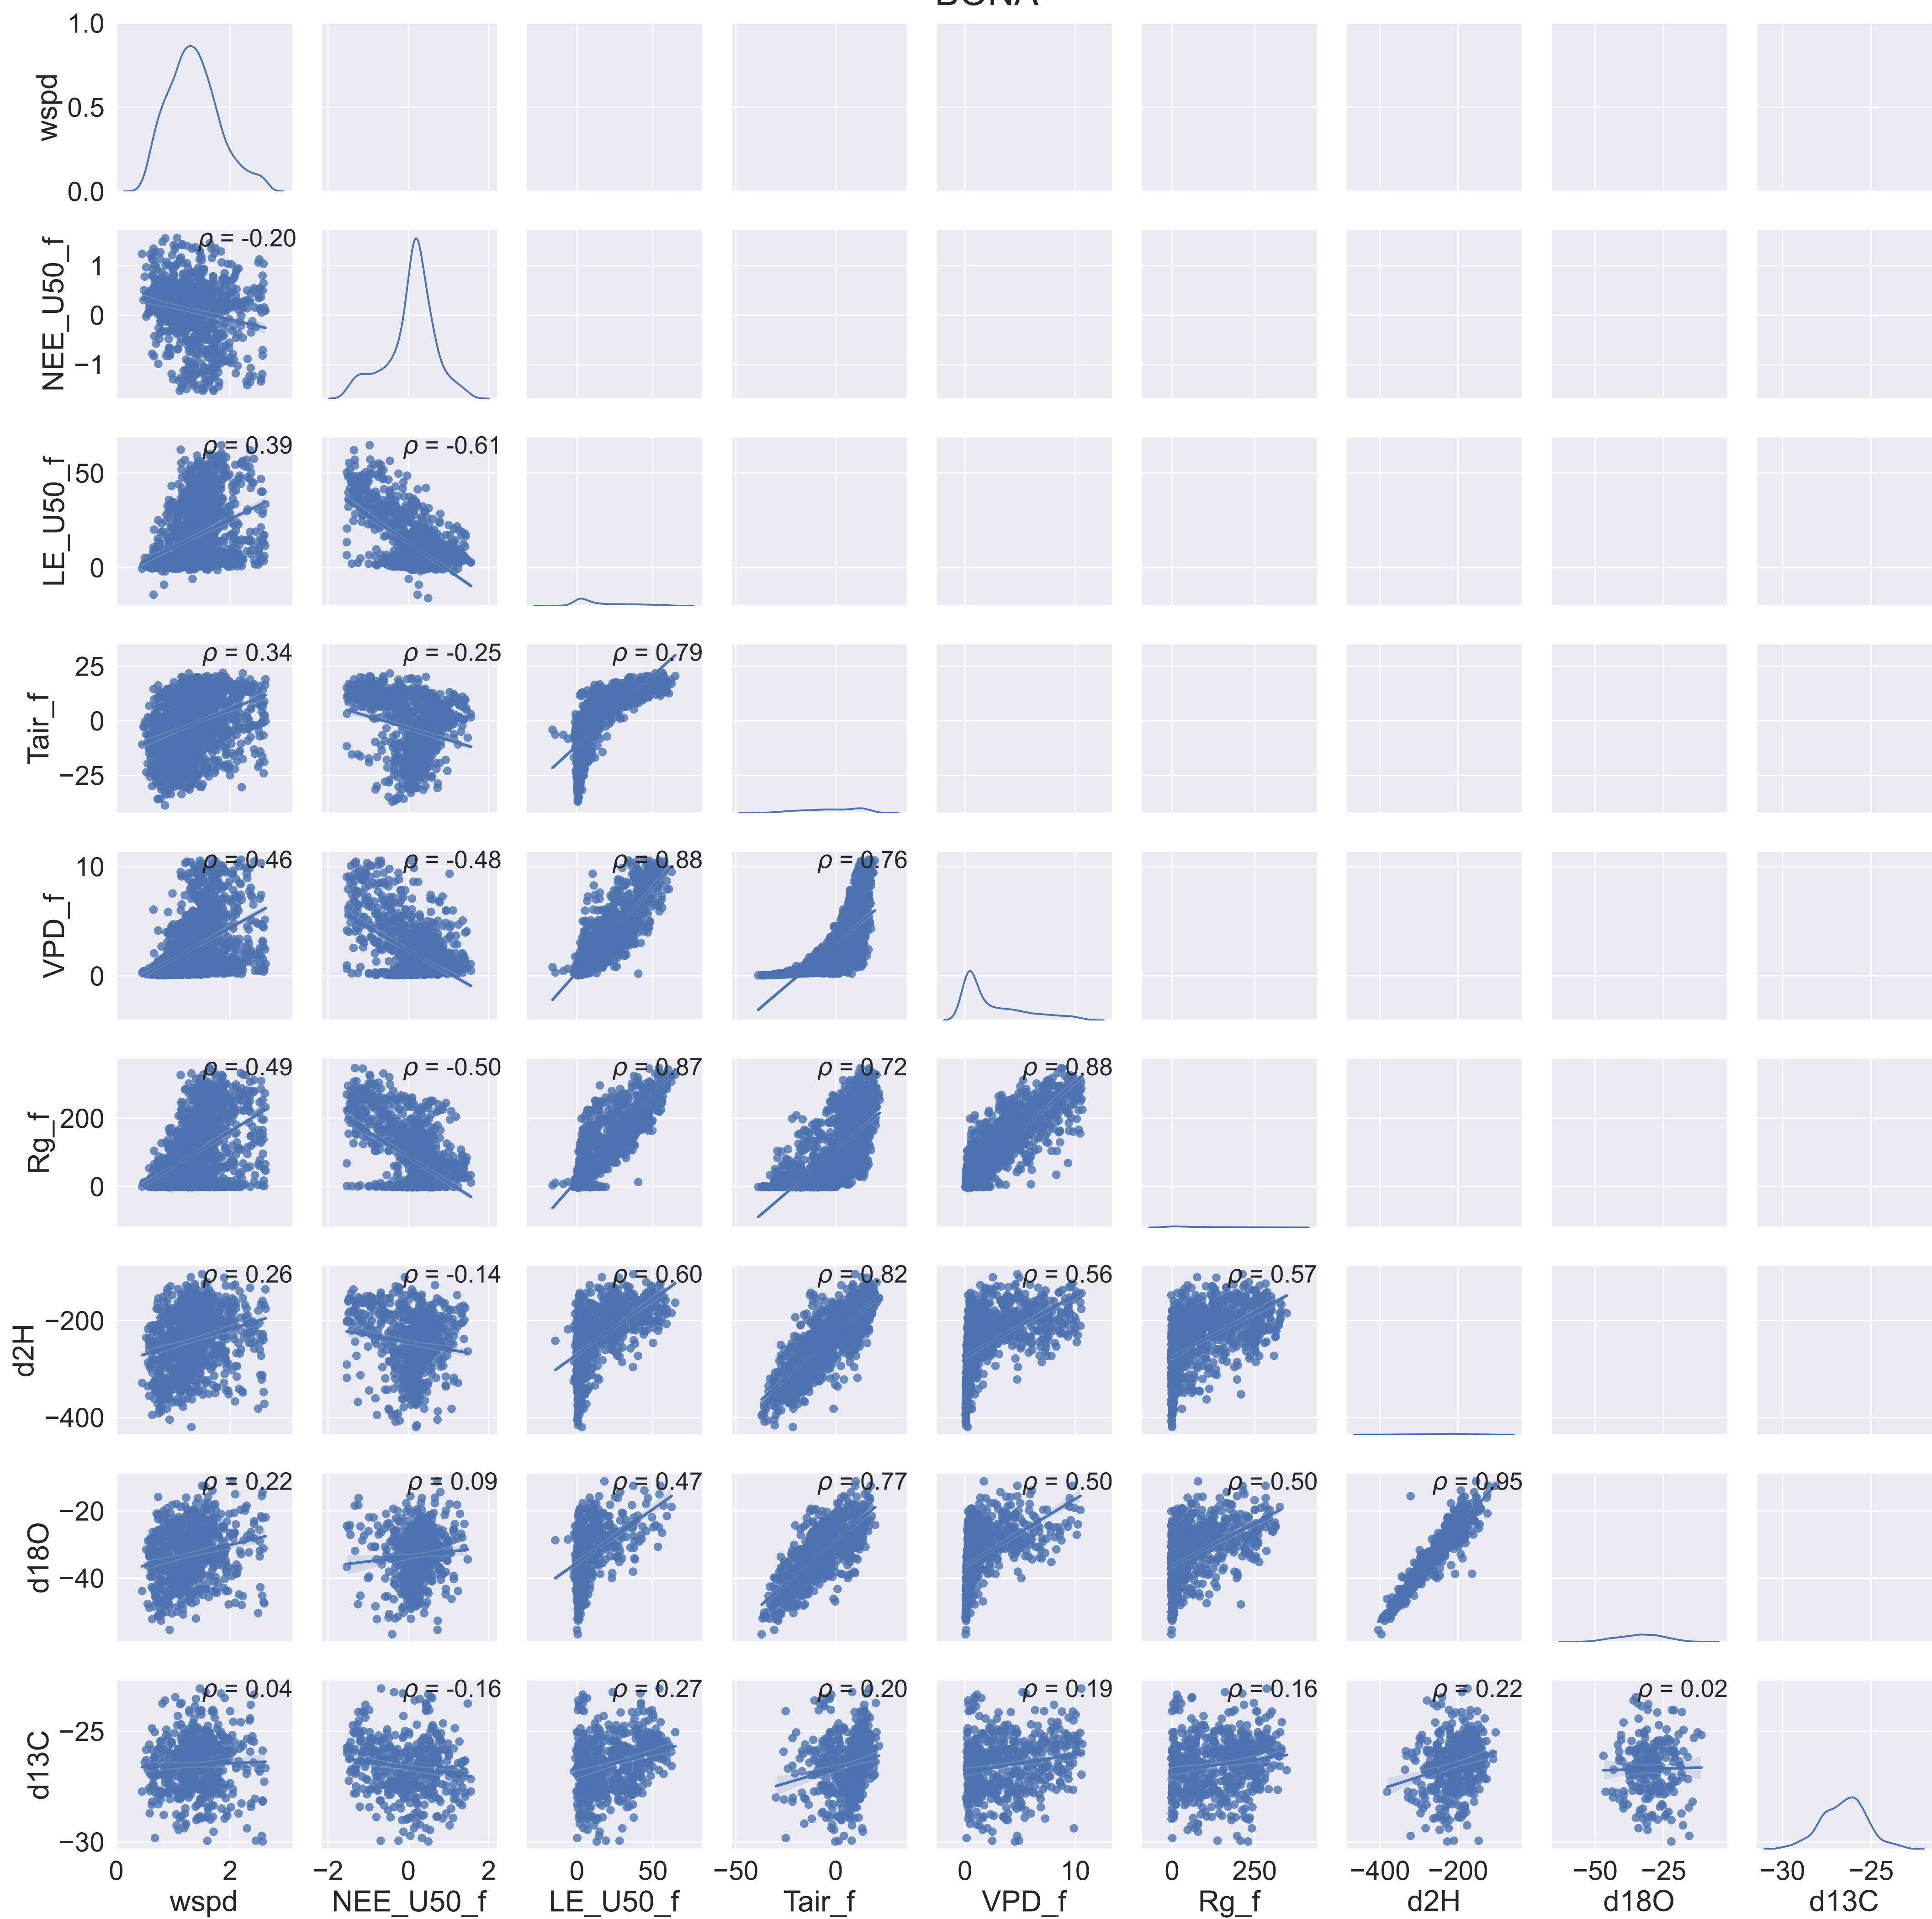 BONA
1.0
0.5
0.0
wspd
ρ = -0.20
1
0
−1
NEE_U50_f
ρ = 0.39
ρ = -0.61
50
0
LE_U50_f
ρ = 0.34
ρ = -0.25
ρ = 0.79
25
0
−25
Tair_f
ρ = 0.46
ρ = -0.48
ρ = 0.88
ρ = 0.76
10
0
VPD_f
ρ = 0.49
ρ = -0.50
ρ = 0.87
ρ = 0.72
ρ = 0.88
200
0
Rg_f
ρ = 0.26
ρ = -0.14
ρ = 0.60
ρ = 0.82
ρ = 0.56
ρ = 0.57
−200
−400
d2H
ρ = 0.22
ρ = 0.09
ρ = 0.47
ρ = 0.77
ρ = 0.50
ρ = 0.50
ρ = 0.95
−20
−40
d18O
ρ = 0.04
ρ = -0.16
ρ = 0.27
ρ = 0.20
ρ = 0.19
ρ = 0.16
ρ = 0.22
ρ = 0.02
−25
−30
d13C
0 2
−2 0 2
0 50
−50 0
0 10
0 250
−400 −200
−50 −25
−30 −25
wspd
NEE_U50_f
LE_U50_f
Tair_f
VPD_f
Rg_f
d2H
d18O
d13C